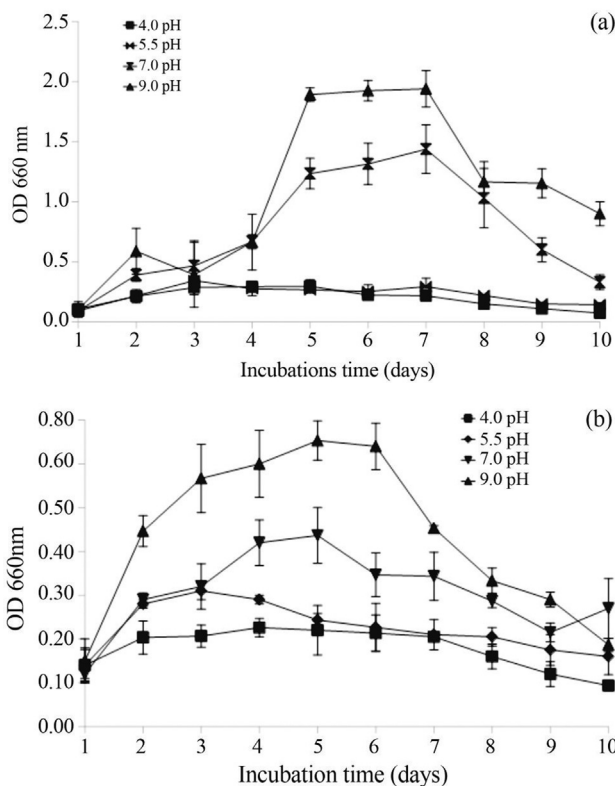 (a)
4.0 pH
5.5 pH
7.0 pH
9.0 pH
2.5
2.0
1.5
1.0
0.5
0.0
OD 660 nm
1 2 3 4 5 6 7 8 9 10
Incubations time (days)
(b)
4.0 pH
5.5 pH
7.0 pH
9.0 pH
0.80
0.60
0.40
0.30
0.20
0.10
0.00
OD 660nm
1 2 3 4 5 6 7 8 9 10
Incubation time (days)